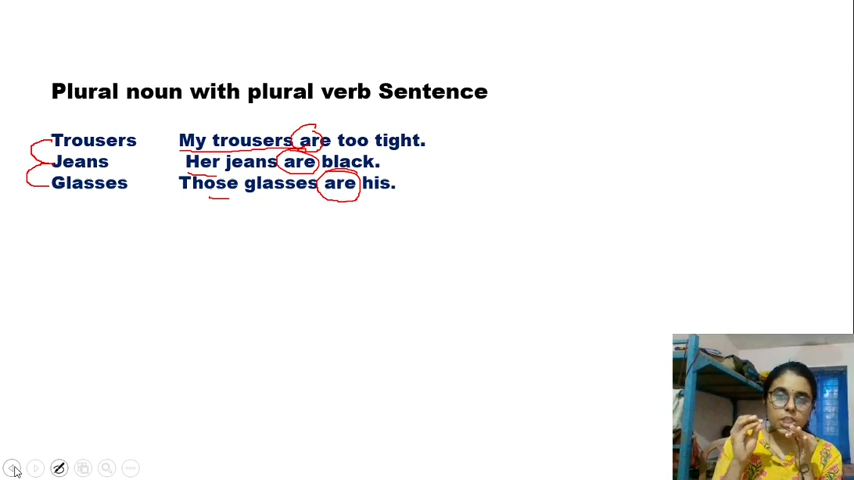 Plural noun with plural verb Sentence
Trousers My trousers are too tight.
Jeans Her jeans are black.
Glasses Those glasses are his.